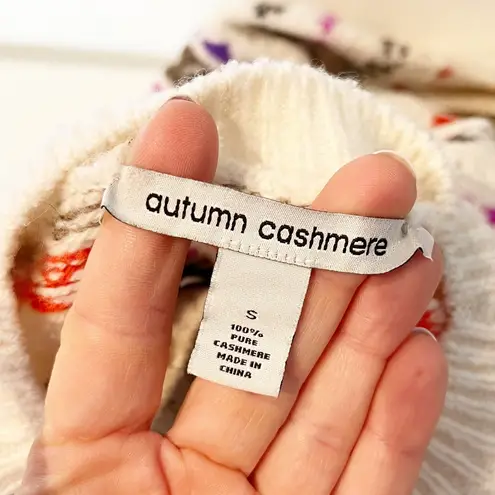 autumn cashmere
S
100%
PURE
CASHMERE
MADE IN
CHINA